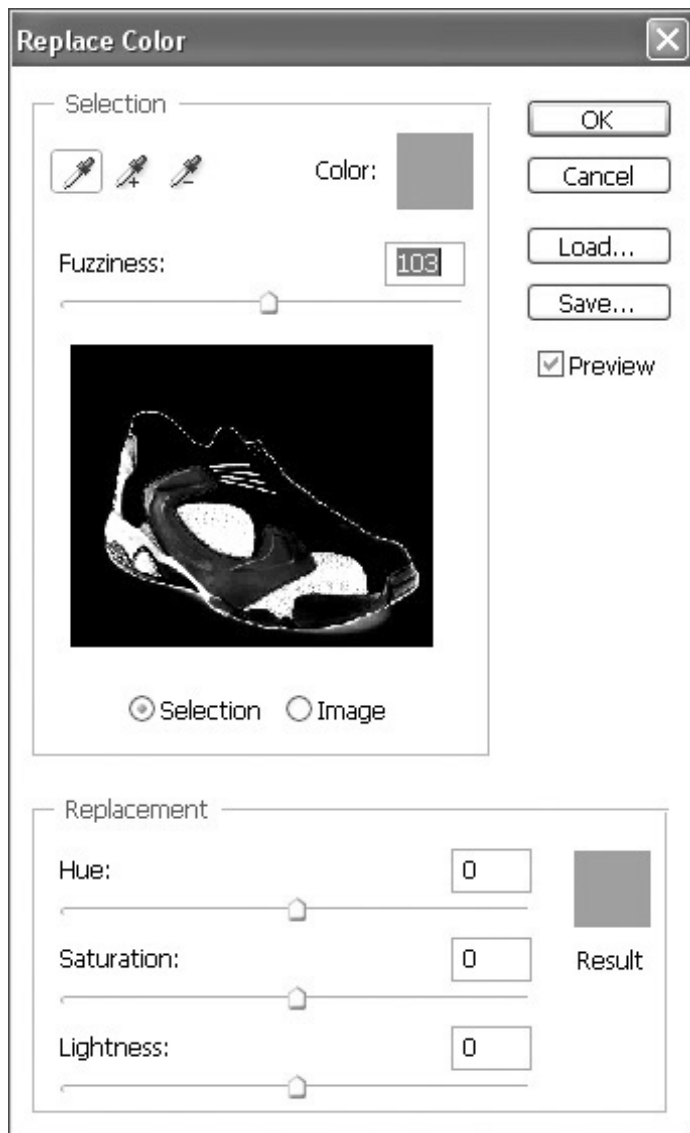 Replace Color
Selection
OK
Color:
Cancel
Fuzziness:
103
Load...
Save...
Preview
Selection
Image
Replacement
Hue:
0
Saturation:
0
Result
Lightness:
0